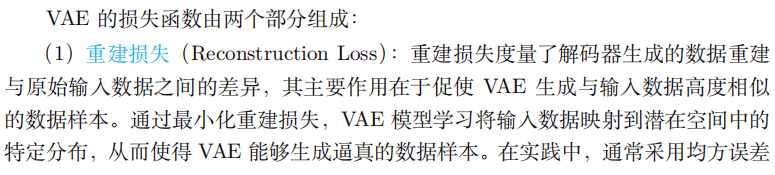 VAE 的损失函数由两个部分组成：
（1）重建损失（Reconstruction Loss）：重建损失度量了解码器生成的数据重建
与原始输入数据之间的差异，其主要作用在于促使 VAE 生成与输入数据高度相似
的数据样本。通过最小化重建损失，VAE 模型学习将输入数据映射到潜在空间中的
特定分布，从而使得 VAE 能够生成逼真的数据样本。在实践中，通常采用均方误差